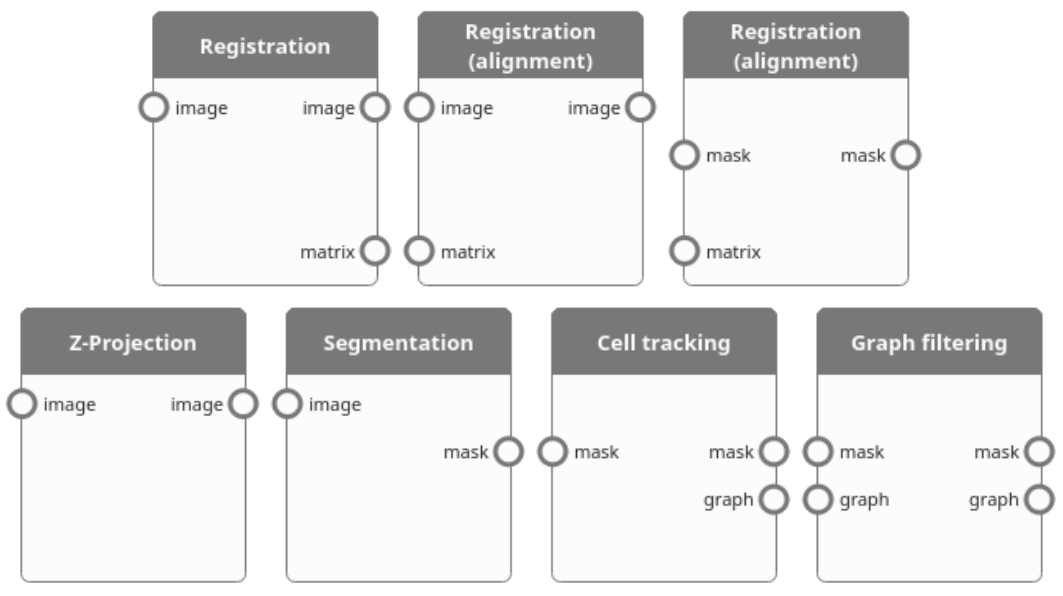 Registration
image
image
matrix
Registration
(alignment)
image
image
matrix
Registration
(alignment)
mask
mask
matrix
Z-Projection
image
image
Segmentation
image
mask
Cell tracking
mask
mask
graph
Graph filtering
mask
mask
graph
graph